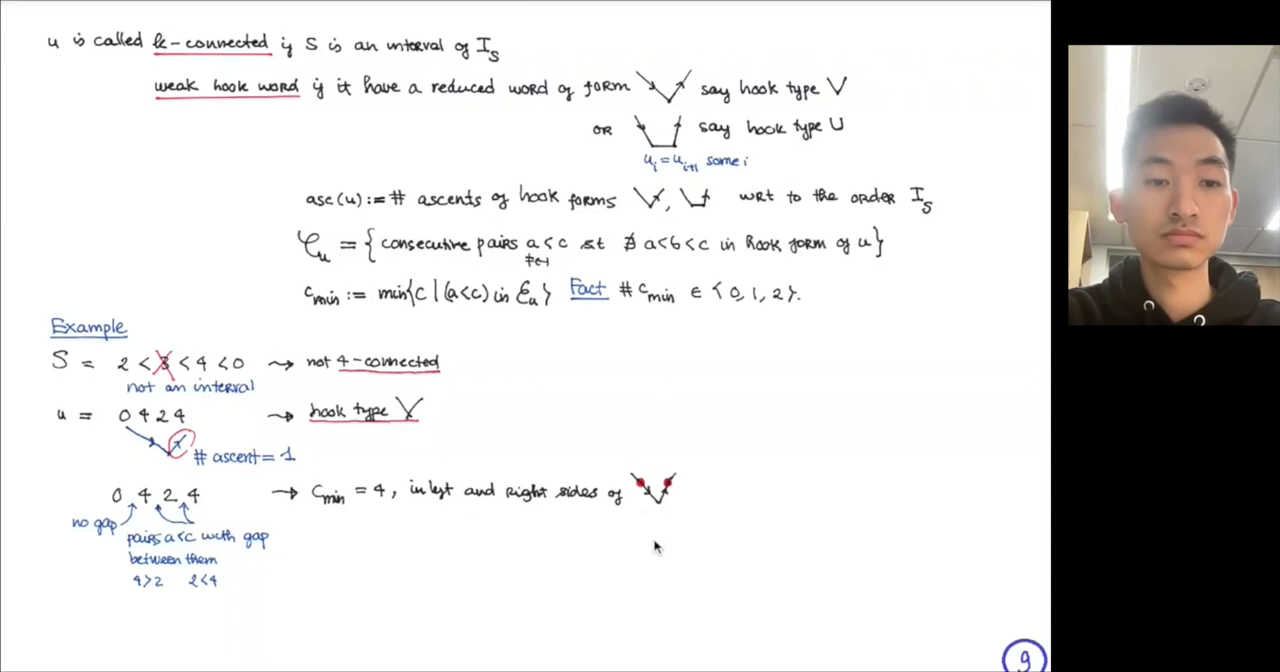 u is called k-connected if S is an interval of I_S
weak hook word if it have a reduced word of form say hook type V
OR say hook type U
u_i = u_{i+1} some i
asc(u) := # ascents of hook forms , wrt to the order I_S
= { consecutive pairs a < c st ∄ a < b < c in hook form of u }
c_min := min{ c | (a < c) in } Fact # c_min ∈ {0, 1, 2}.
Example
S = 2 < 3 < 4 < 0 → not 4-connected
not an interval
u = 0 4 2 4 → hook type V
# ascent = 1
0 4 2 4 → c_min = 4, in left and right sides of
no gap
pairs a < c with gap
between them
4 > 2 2 < 4
9